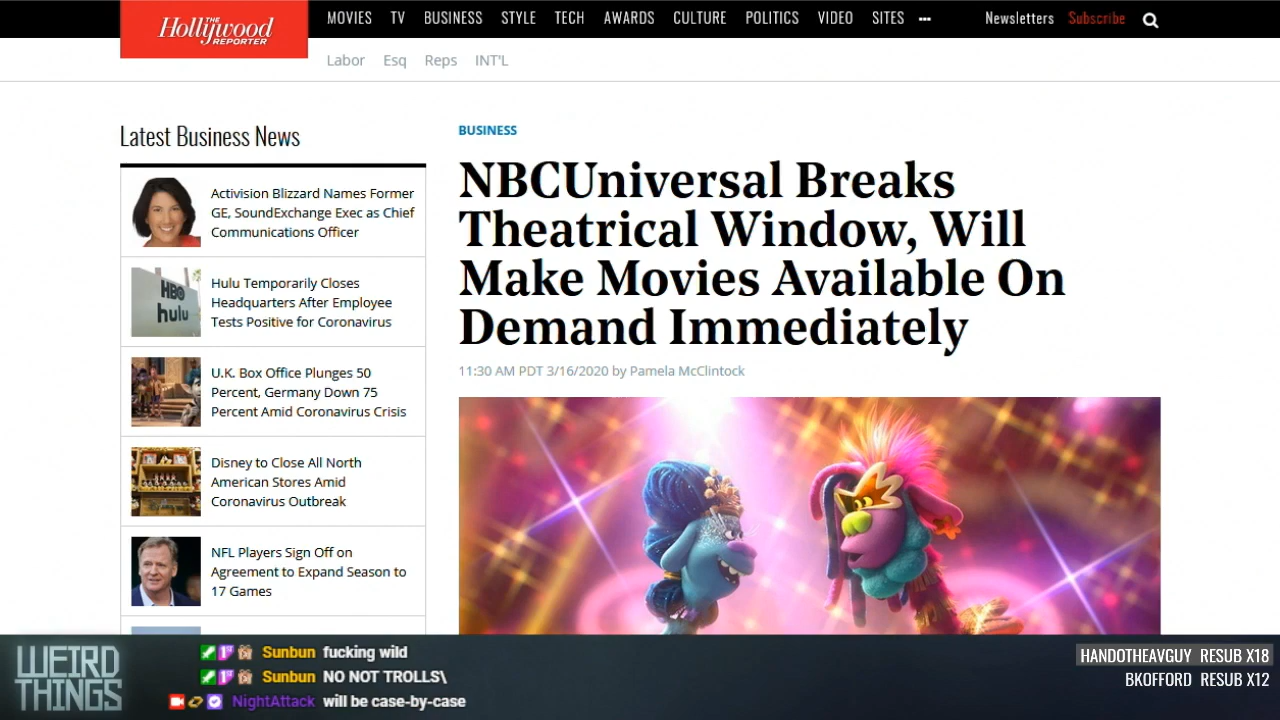 THE
Hollywood
REPORTER
MOVIES TV BUSINESS STYLE TECH AWARDS CULTURE POLITICS VIDEO SITES ••• Newsletters Subscribe
Labor Esq Reps INT'L
Latest Business News
Activision Blizzard Names Former
GE, SoundExchange Exec as Chief
Communications Officer
HBO
hulu
Hulu Temporarily Closes
Headquarters After Employee
Tests Positive for Coronavirus
U.K. Box Office Plunges 50
Percent, Germany Down 75
Percent Amid Coronavirus Crisis
Disney to Close All North
American Stores Amid
Coronavirus Outbreak
NFL Players Sign Off on
Agreement to Expand Season to
17 Games
BUSINESS
NBCUniversal Breaks
Theatrical Window, Will
Make Movies Available On
Demand Immediately
11:30 AM PDT 3/16/2020 by Pamela McClintock
WEIRD
THINGS
1st Sunbun fucking wild
1st Sunbun NO NOT TROLLS\
NightAttack will be case-by-case
HANDOTHEAVGUY RESUB X18
BKOFFORD RESUB X12